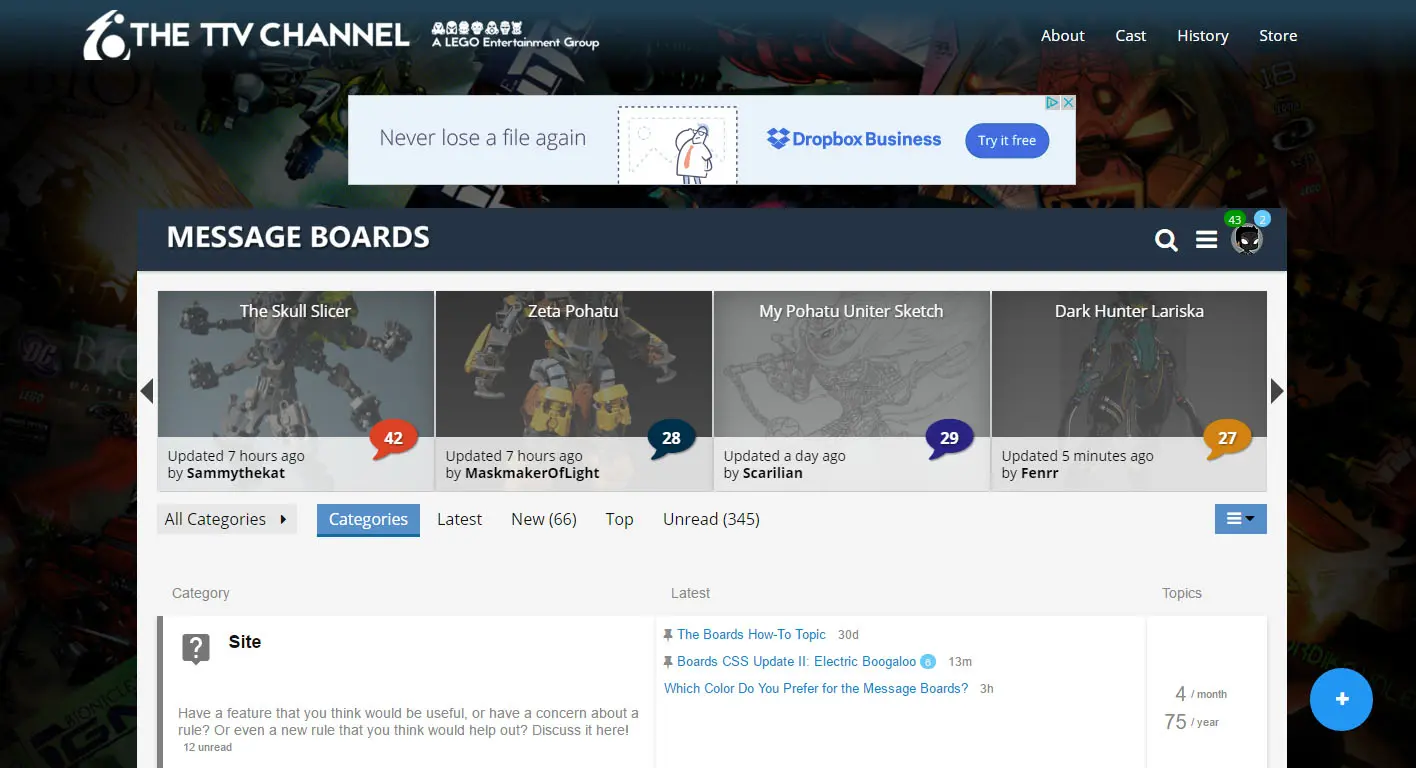 THE TTV CHANNEL
A LEGO Entertainment Group
About Cast History Store
Never lose a file again
Dropbox Business
Try it free
MESSAGE BOARDS
43 2
The Skull Slicer
42
Updated 7 hours ago
by Sammythekat
Zeta Pohatu
28
Updated 7 hours ago
by MaskmakerOfLight
My Pohatu Uniter Sketch
29
Updated a day ago
by Scarilian
Dark Hunter Lariska
27
Updated 5 minutes ago
by Fenrr
All Categories Categories Latest New (66) Top Unread (345)
Category Latest Topics
Site
Have a feature that you think would be useful, or have a concern about a
rule? Or even a new rule that you think would help out? Discuss it here!
12 unread
The Boards How-To Topic 30d
Boards CSS Update II: Electric Boogaloo 6 13m
Which Color Do You Prefer for the Message Boards? 3h
4 / month
75 / year
18
LEGO
DC
IGN